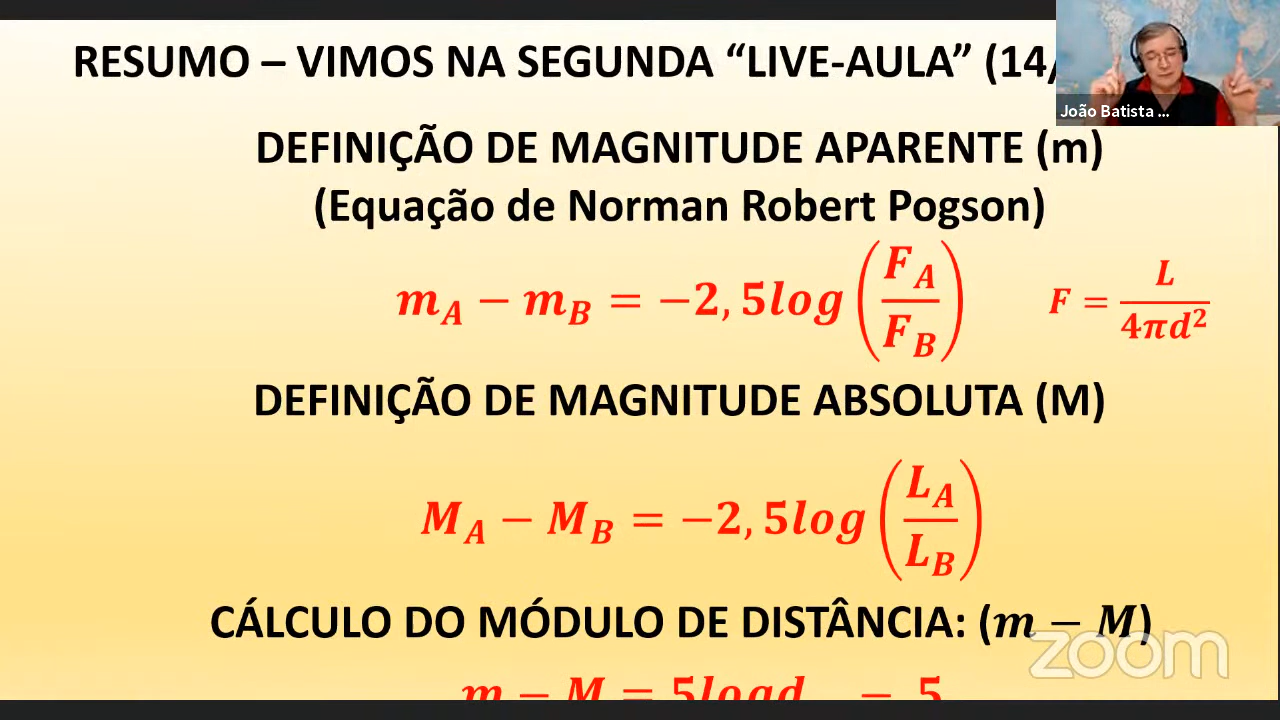 RESUMO – VIMOS NA SEGUNDA “LIVE-AULA” (14/
João Batista ...
DEFINIÇÃO DE MAGNITUDE APARENTE (m)
(Equação de Norman Robert Pogson)
m_A − m_B = −2,5log(F_A/F_B)
F = L/4πd²
DEFINIÇÃO DE MAGNITUDE ABSOLUTA (M)
M_A − M_B = −2,5log(L_A/L_B)
CÁLCULO DO MÓDULO DE DISTÂNCIA: (m − M)
zoom
m − M = 5logd − 5